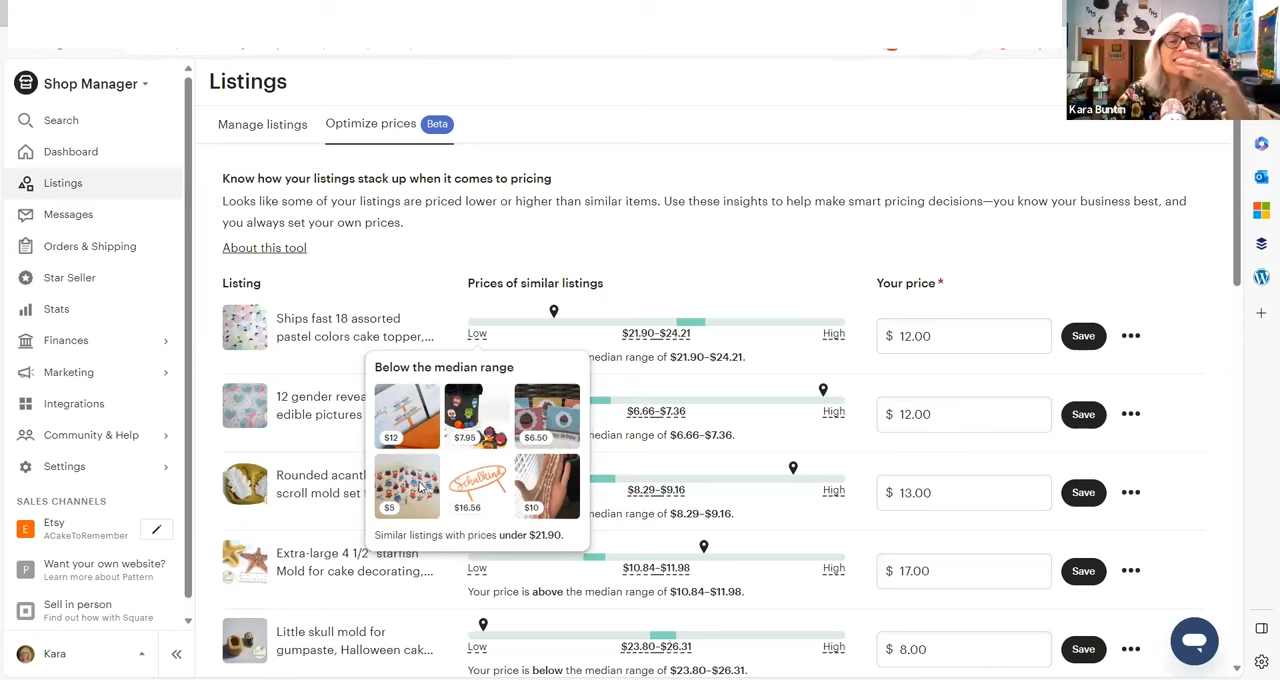 Kara Buntin
Shop Manager
Search
Dashboard
Listings
Messages
Orders & Shipping
Star Seller
Stats
Finances
Marketing
Integrations
Community & Help
Settings
SALES CHANNELS
Etsy
ACakeToRemember
Want your own website?
Learn more about Pattern
Sell in person
Find out how with Square
Kara
Listings
Manage listings
Optimize prices Beta
Know how your listings stack up when it comes to pricing
Looks like some of your listings are priced lower or higher than similar items. Use these insights to help make smart pricing decisions—you know your business best, and
you always set your own prices.
About this tool
Listing
Prices of similar listings
Your price*
Ships fast 18 assorted
pastel colors cake topper,...
Low
$21.90–$24.21
High
median range of $21.90–$24.21.
$ 12.00
Save
Below the median range
$12
$7.95
$6.50
$5
Schulkind
$16.56
$10
Similar listings with prices under $21.90.
12 gender revea
edible pictures
$6.66–$7.36
High
median range of $6.66–$7.36.
$ 12.00
Save
Rounded acant
scroll mold set
$8.29–$9.16
High
median range of $8.29–$9.16.
$ 13.00
Save
Extra-large 4 1/2" starfish
Mold for cake decorating,...
Low
$10.84–$11.98
High
Your price is above the median range of $10.84–$11.98.
$ 17.00
Save
Little skull mold for
gumpaste, Halloween cak...
Low
$23.80–$26.31
High
Your price is below the median range of $23.80–$26.31.
$ 8.00
Save